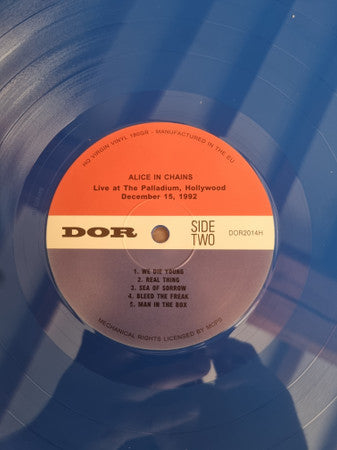 HQ VIRGIN VINYL 180GR - MANUFACTURED IN THE EU
ALICE IN CHAINS
Live at The Palladium, Hollywood
December 15, 1992
DOR
SIDE
TWO
DOR2014H
1. WE DIE YOUNG
2. REAL THING
3. SEA OF SORROW
4. BLEED THE FREAK
5. MAN IN THE BOX
MECHANICAL RIGHTS LICENSED BY MCPS